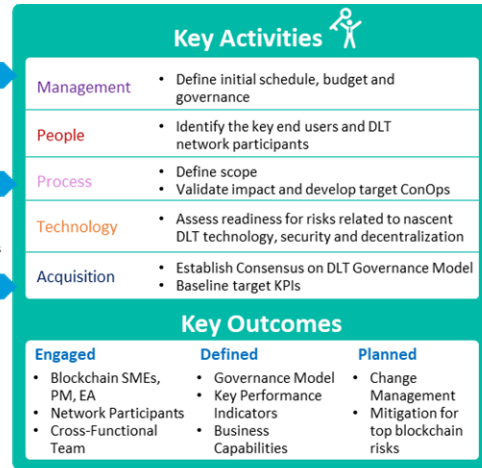 Key Activities
Management
• Define initial schedule, budget and
governance
People
• Identify the key end users and DLT
network participants
Process
• Define scope
• Validate impact and develop target ConOps
Technology
• Assess readiness for risks related to nascent
DLT technology, security and decentralization
s
Acquisition
• Establish Consensus on DLT Governance Model
• Baseline target KPIs
Key Outcomes
Engaged
• Blockchain SMEs,
PM, EA
• Network Participants
• Cross-Functional
Team
Defined
• Governance Model
• Key Performance
Indicators
• Business
Capabilities
Planned
• Change
Management
• Mitigation for
top blockchain
risks